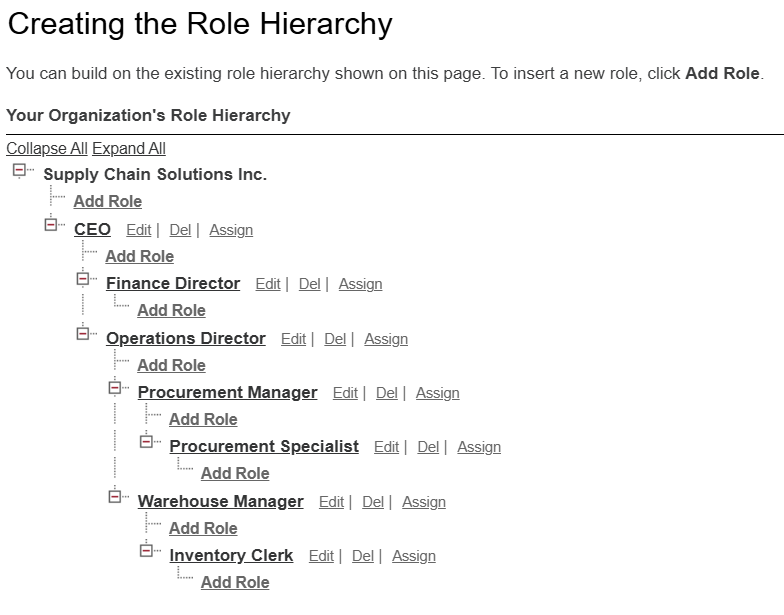 Creating the Role Hierarchy
You can build on the existing role hierarchy shown on this page. To insert a new role, click Add Role.
Your Organization's Role Hierarchy
Collapse All Expand All
Supply Chain Solutions Inc.
Add Role
CEO Edit | Del | Assign
Add Role
Finance Director Edit | Del | Assign
Add Role
Operations Director Edit | Del | Assign
Add Role
Procurement Manager Edit | Del | Assign
Add Role
Procurement Specialist Edit | Del | Assign
Add Role
Warehouse Manager Edit | Del | Assign
Add Role
Inventory Clerk Edit | Del | Assign
Add Role